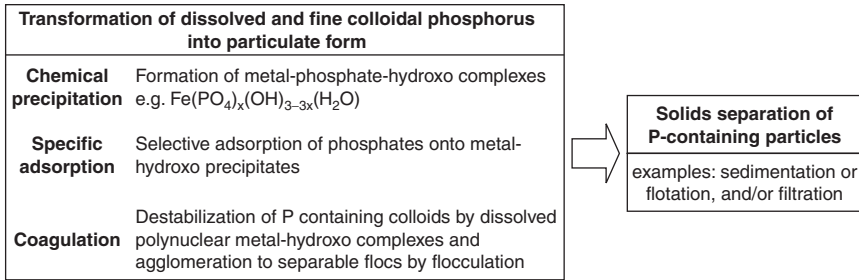 Transformation of dissolved and fine colloidal phosphorus
into particulate form
Chemical
precipitation
Formation of metal-phosphate-hydroxo complexes
e.g. Fe(PO₄)ₓ(OH)₃₋₃ₓ(H₂O)
Specific
adsorption
Selective adsorption of phosphates onto metal-
hydroxo precipitates
Coagulation
Destabilization of P containing colloids by dissolved
polynuclear metal-hydroxo complexes and
agglomeration to separable flocs by flocculation
Solids separation of
P-containing particles
examples: sedimentation or
flotation, and/or filtration